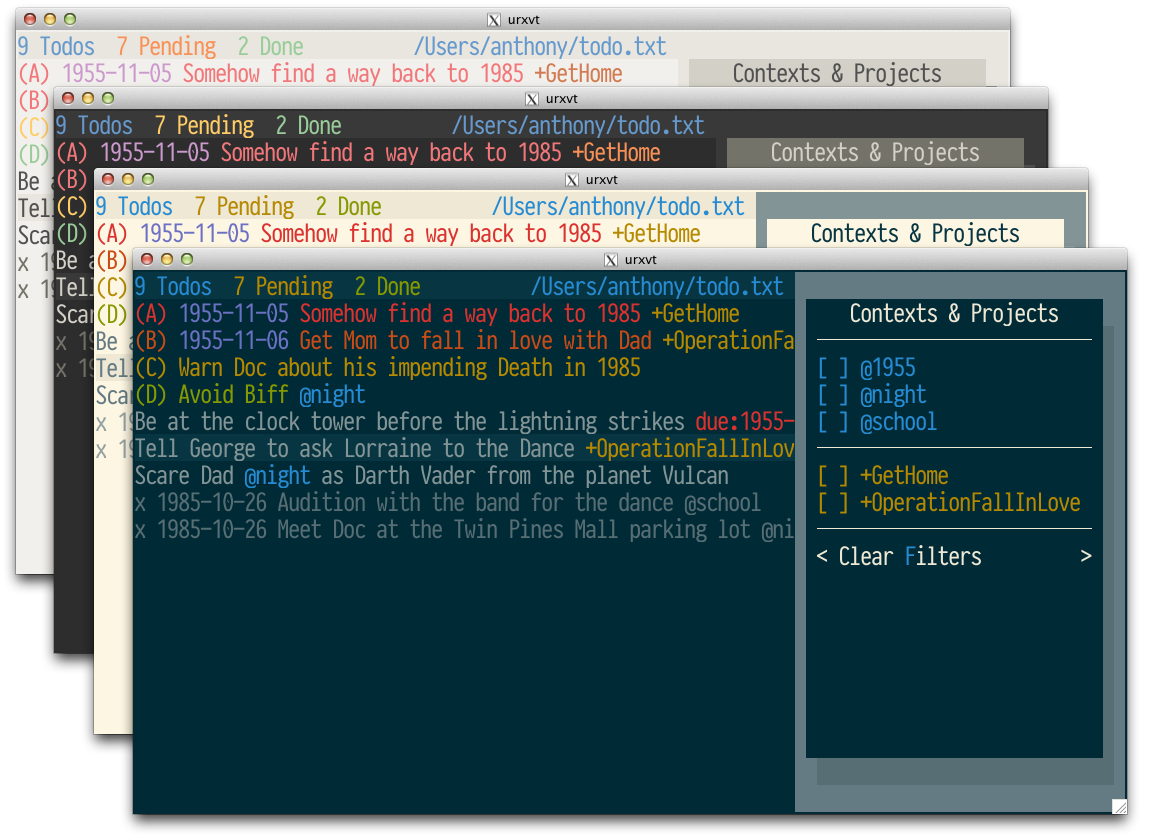 urxvt
9 Todos 7 Pending 2 Done /Users/anthony/todo.txt
(A) 1955-11-05 Somehow find a way back to 1985 +GetHome
Contexts & Projects
(B)
(C)
(D)
Be a
Tel
Scar
x 19
x 19
urxvt
9 Todos 7 Pending 2 Done /Users/anthony/todo.txt
(A) 1955-11-05 Somehow find a way back to 1985 +GetHome
Contexts & Projects
(B)
(C)
(D)
Be a
Tell
Scar
x 19
x 19
urxvt
9 Todos 7 Pending 2 Done /Users/anthony/todo.txt
(A) 1955-11-05 Somehow find a way back to 1985 +GetHome
Contexts & Projects
(B)
(C)
(D)
Be a
Tell
Scar
x 19
x 19
urxvt
9 Todos 7 Pending 2 Done /Users/anthony/todo.txt
(A) 1955-11-05 Somehow find a way back to 1985 +GetHome
(B) 1955-11-06 Get Mom to fall in love with Dad +OperationFa
(C) Warn Doc about his impending Death in 1985
(D) Avoid Biff @night
Be at the clock tower before the lightning strikes due:1955-
Tell George to ask Lorraine to the Dance +OperationFallInLov
Scare Dad @night as Darth Vader from the planet Vulcan
x 1985-10-26 Audition with the band for the dance @school
x 1985-10-26 Meet Doc at the Twin Pines Mall parking lot @ni
Contexts & Projects
[ ] @1955
[ ] @night
[ ] @school
[ ] +GetHome
[ ] +OperationFallInLove
< Clear Filters >